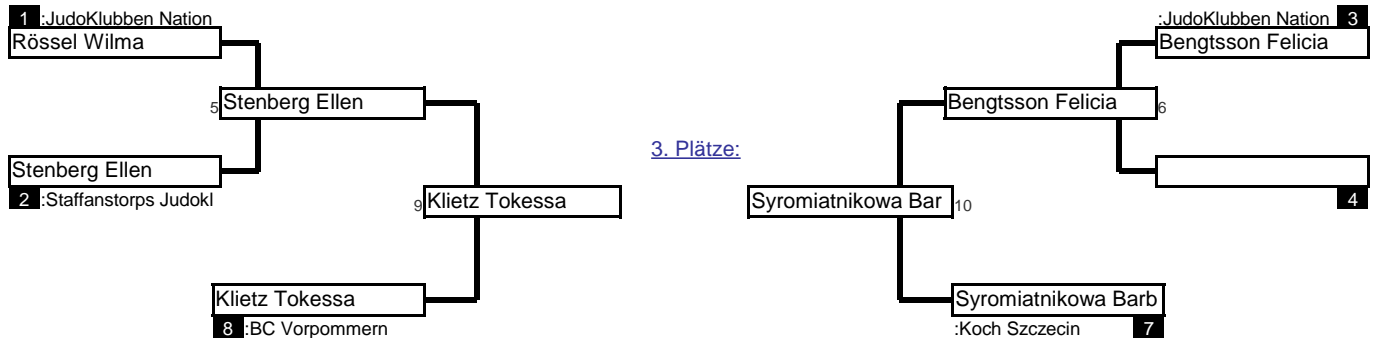 1 :JudoKlubben Nation
:JudoKlubben Nation 3
Rössel Wilma
Bengtsson Felicia
5 Stenberg Ellen
Bengtsson Felicia 6
3. Plätze:
Stenberg Ellen
2 :Staffanstorps Judokl
4
9 Klietz Tokessa
Syromiatnikowa Bar 10
Klietz Tokessa
Syromiatnikowa Barb
8 :BC Vorpommern
:Koch Szczecin 7